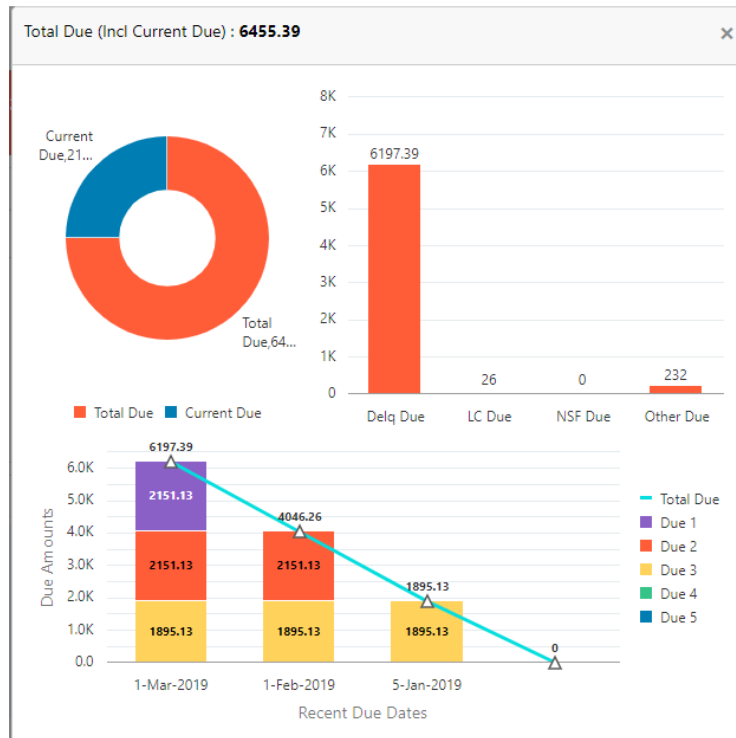 Total Due (Incl Current Due) : 6455.39
×
Current
Due,21...
Total
Due,64...
Total Due
Current Due
8K
7K
6K
5K
4K
3K
2K
1K
0
6197.39
26
0
232
Delq Due
LC Due
NSF Due
Other Due
Due Amounts
6.0K
5.0K
4.0K
3.0K
2.0K
1.0K
0.0
6197.39
2151.13
2151.13
1895.13
4046.26
2151.13
1895.13
1895.13
1895.13
0
1-Mar-2019
1-Feb-2019
5-Jan-2019
Recent Due Dates
Total Due
Due 1
Due 2
Due 3
Due 4
Due 5